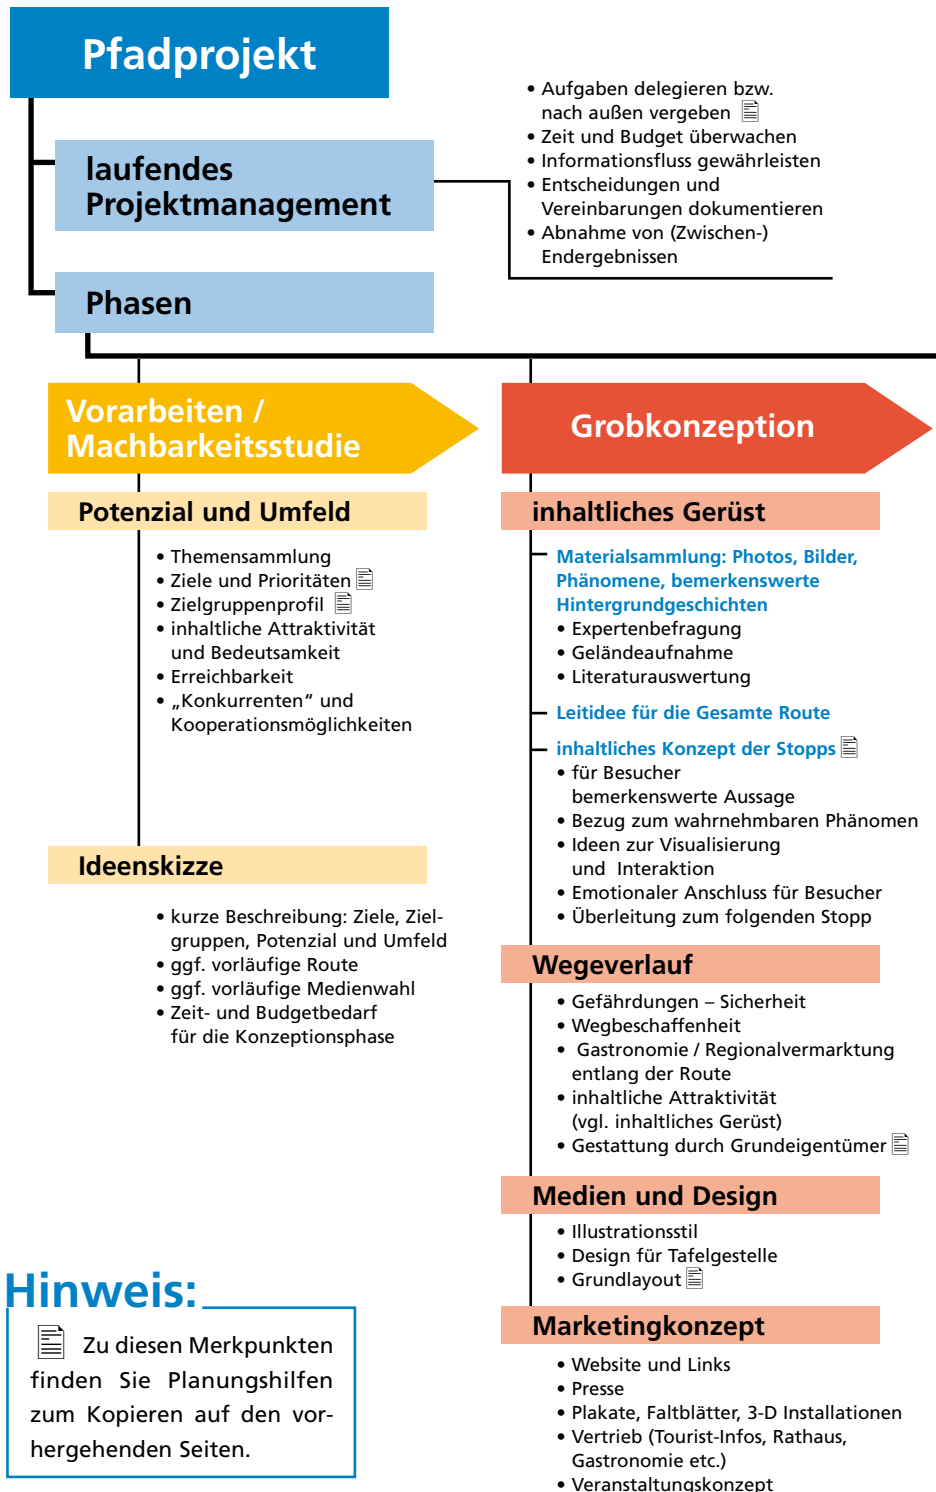 Pfadprojekt
laufendes
Projektmanagement
• Aufgaben delegieren bzw.
nach außen vergeben
• Zeit und Budget überwachen
• Informationsfluss gewährleisten
• Entscheidungen und
Vereinbarungen dokumentieren
• Abnahme von (Zwischen-)
Endergebnissen
Phasen
Vorarbeiten /
Machbarkeitsstudie
Potenzial und Umfeld
• Themensammlung
• Ziele und Prioritäten
• Zielgruppenprofil
• inhaltliche Attraktivität
und Bedeutsamkeit
• Erreichbarkeit
• „Konkurrenten“ und
Kooperationsmöglichkeiten
Ideenskizze
• kurze Beschreibung: Ziele, Ziel-
gruppen, Potenzial und Umfeld
• ggf. vorläufige Route
• ggf. vorläufige Medienwahl
• Zeit- und Budgetbedarf
für die Konzeptionsphase
Grobkonzeption
inhaltliches Gerüst
Materialsammlung: Photos, Bilder,
Phänomene, bemerkenswerte
Hintergrundgeschichten
• Expertenbefragung
• Geländeaufnahme
• Literaturauswertung
Leitidee für die Gesamte Route
inhaltliches Konzept der Stopps
• für Besucher
bemerkenswerte Aussage
• Bezug zum wahrnehmbaren Phänomen
• Ideen zur Visualisierung
und Interaktion
• Emotionaler Anschluss für Besucher
• Überleitung zum folgenden Stopp
Wegeverlauf
• Gefährdungen – Sicherheit
• Wegbeschaffenheit
• Gastronomie / Regionalvermarktung
entlang der Route
• inhaltliche Attraktivität
(vgl. inhaltliches Gerüst)
• Gestattung durch Grundeigentümer
Medien und Design
• Illustrationsstil
• Design für Tafelgestelle
• Grundlayout
Marketingkonzept
• Website und Links
• Presse
• Plakate, Faltblätter, 3-D Installationen
• Vertrieb (Tourist-Infos, Rathaus,
Gastronomie etc.)
• Veranstaltungskonzept
Hinweis:
Zu diesen Merkpunkten
finden Sie Planungshilfen
zum Kopieren auf den vor-
hergehenden Seiten.